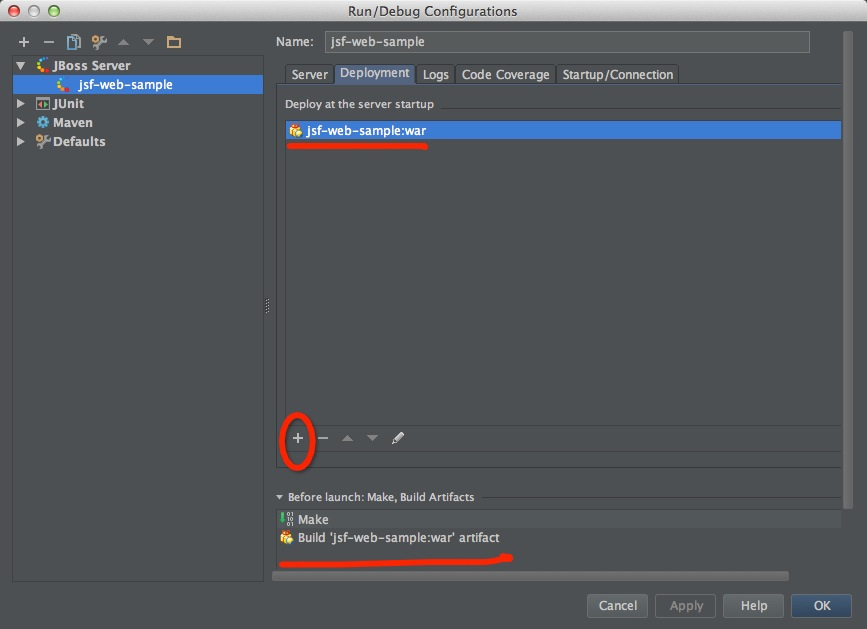 Run/Debug Configurations
Name: jsf-web-sample
JBoss Server
jsf-web-sample
JUnit
Maven
Defaults
Server Deployment Logs Code Coverage Startup/Connection
Deploy at the server startup
jsf-web-sample:war
Before launch: Make, Build Artifacts
Make
Build 'jsf-web-sample:war' artifact
Cancel Apply Help OK